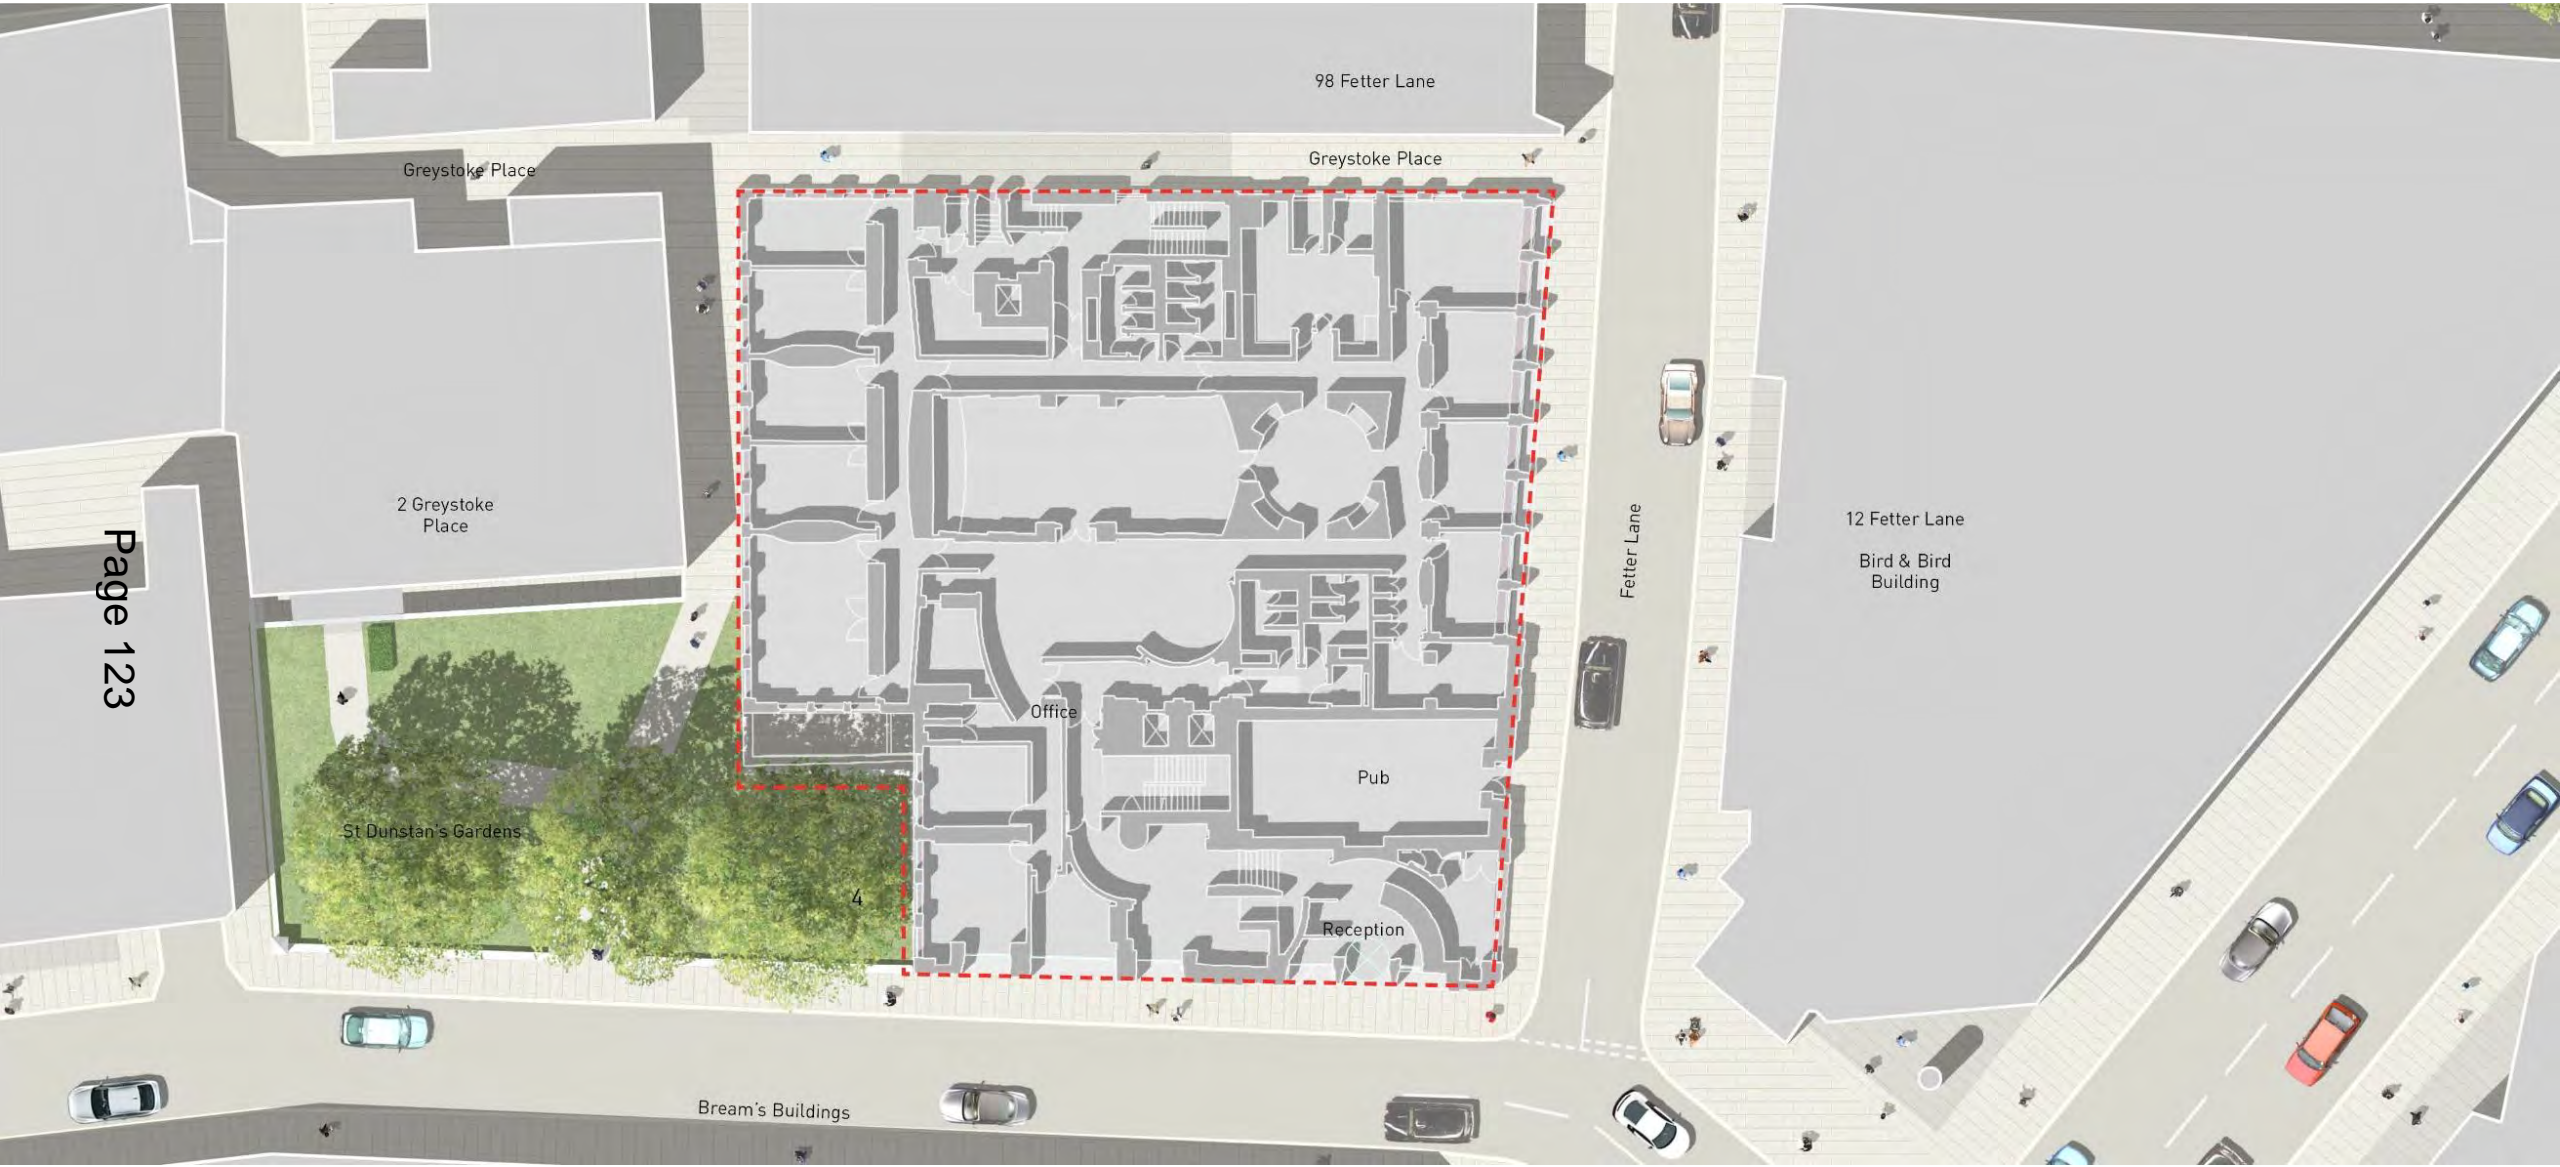 98 Fetter Lane
Greystoke Place
Greystoke Place
2 Greystoke
Place
Fetter Lane
12 Fetter Lane
Bird & Bird
Building
Page 123
Office
Pub
St Dunstan's Gardens
4
Reception
Bream's Buildings